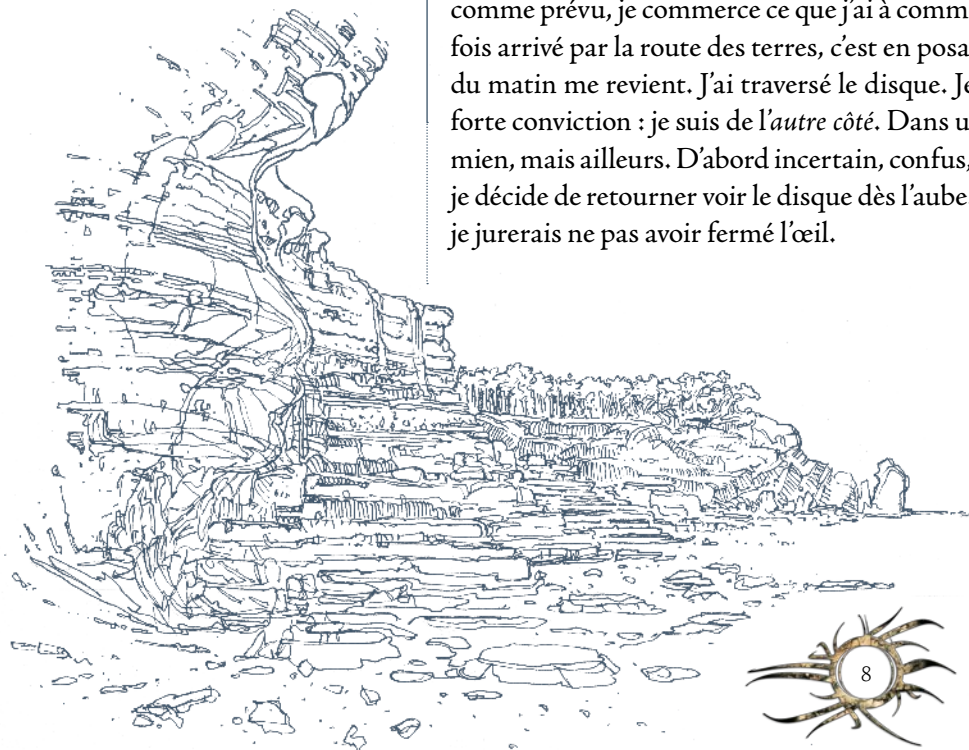 comme prévu, je commerce ce que j'ai à comm
fois arrivé par la route des terres, c'est en posa
du matin me revient. J'ai traversé le disque. Je
forte conviction : je suis de l'autre côté. Dans u
mien, mais ailleurs. D'abord incertain, confus,
je décide de retourner voir le disque dès l'aube.
je jurerais ne pas avoir fermé l'œil.
8